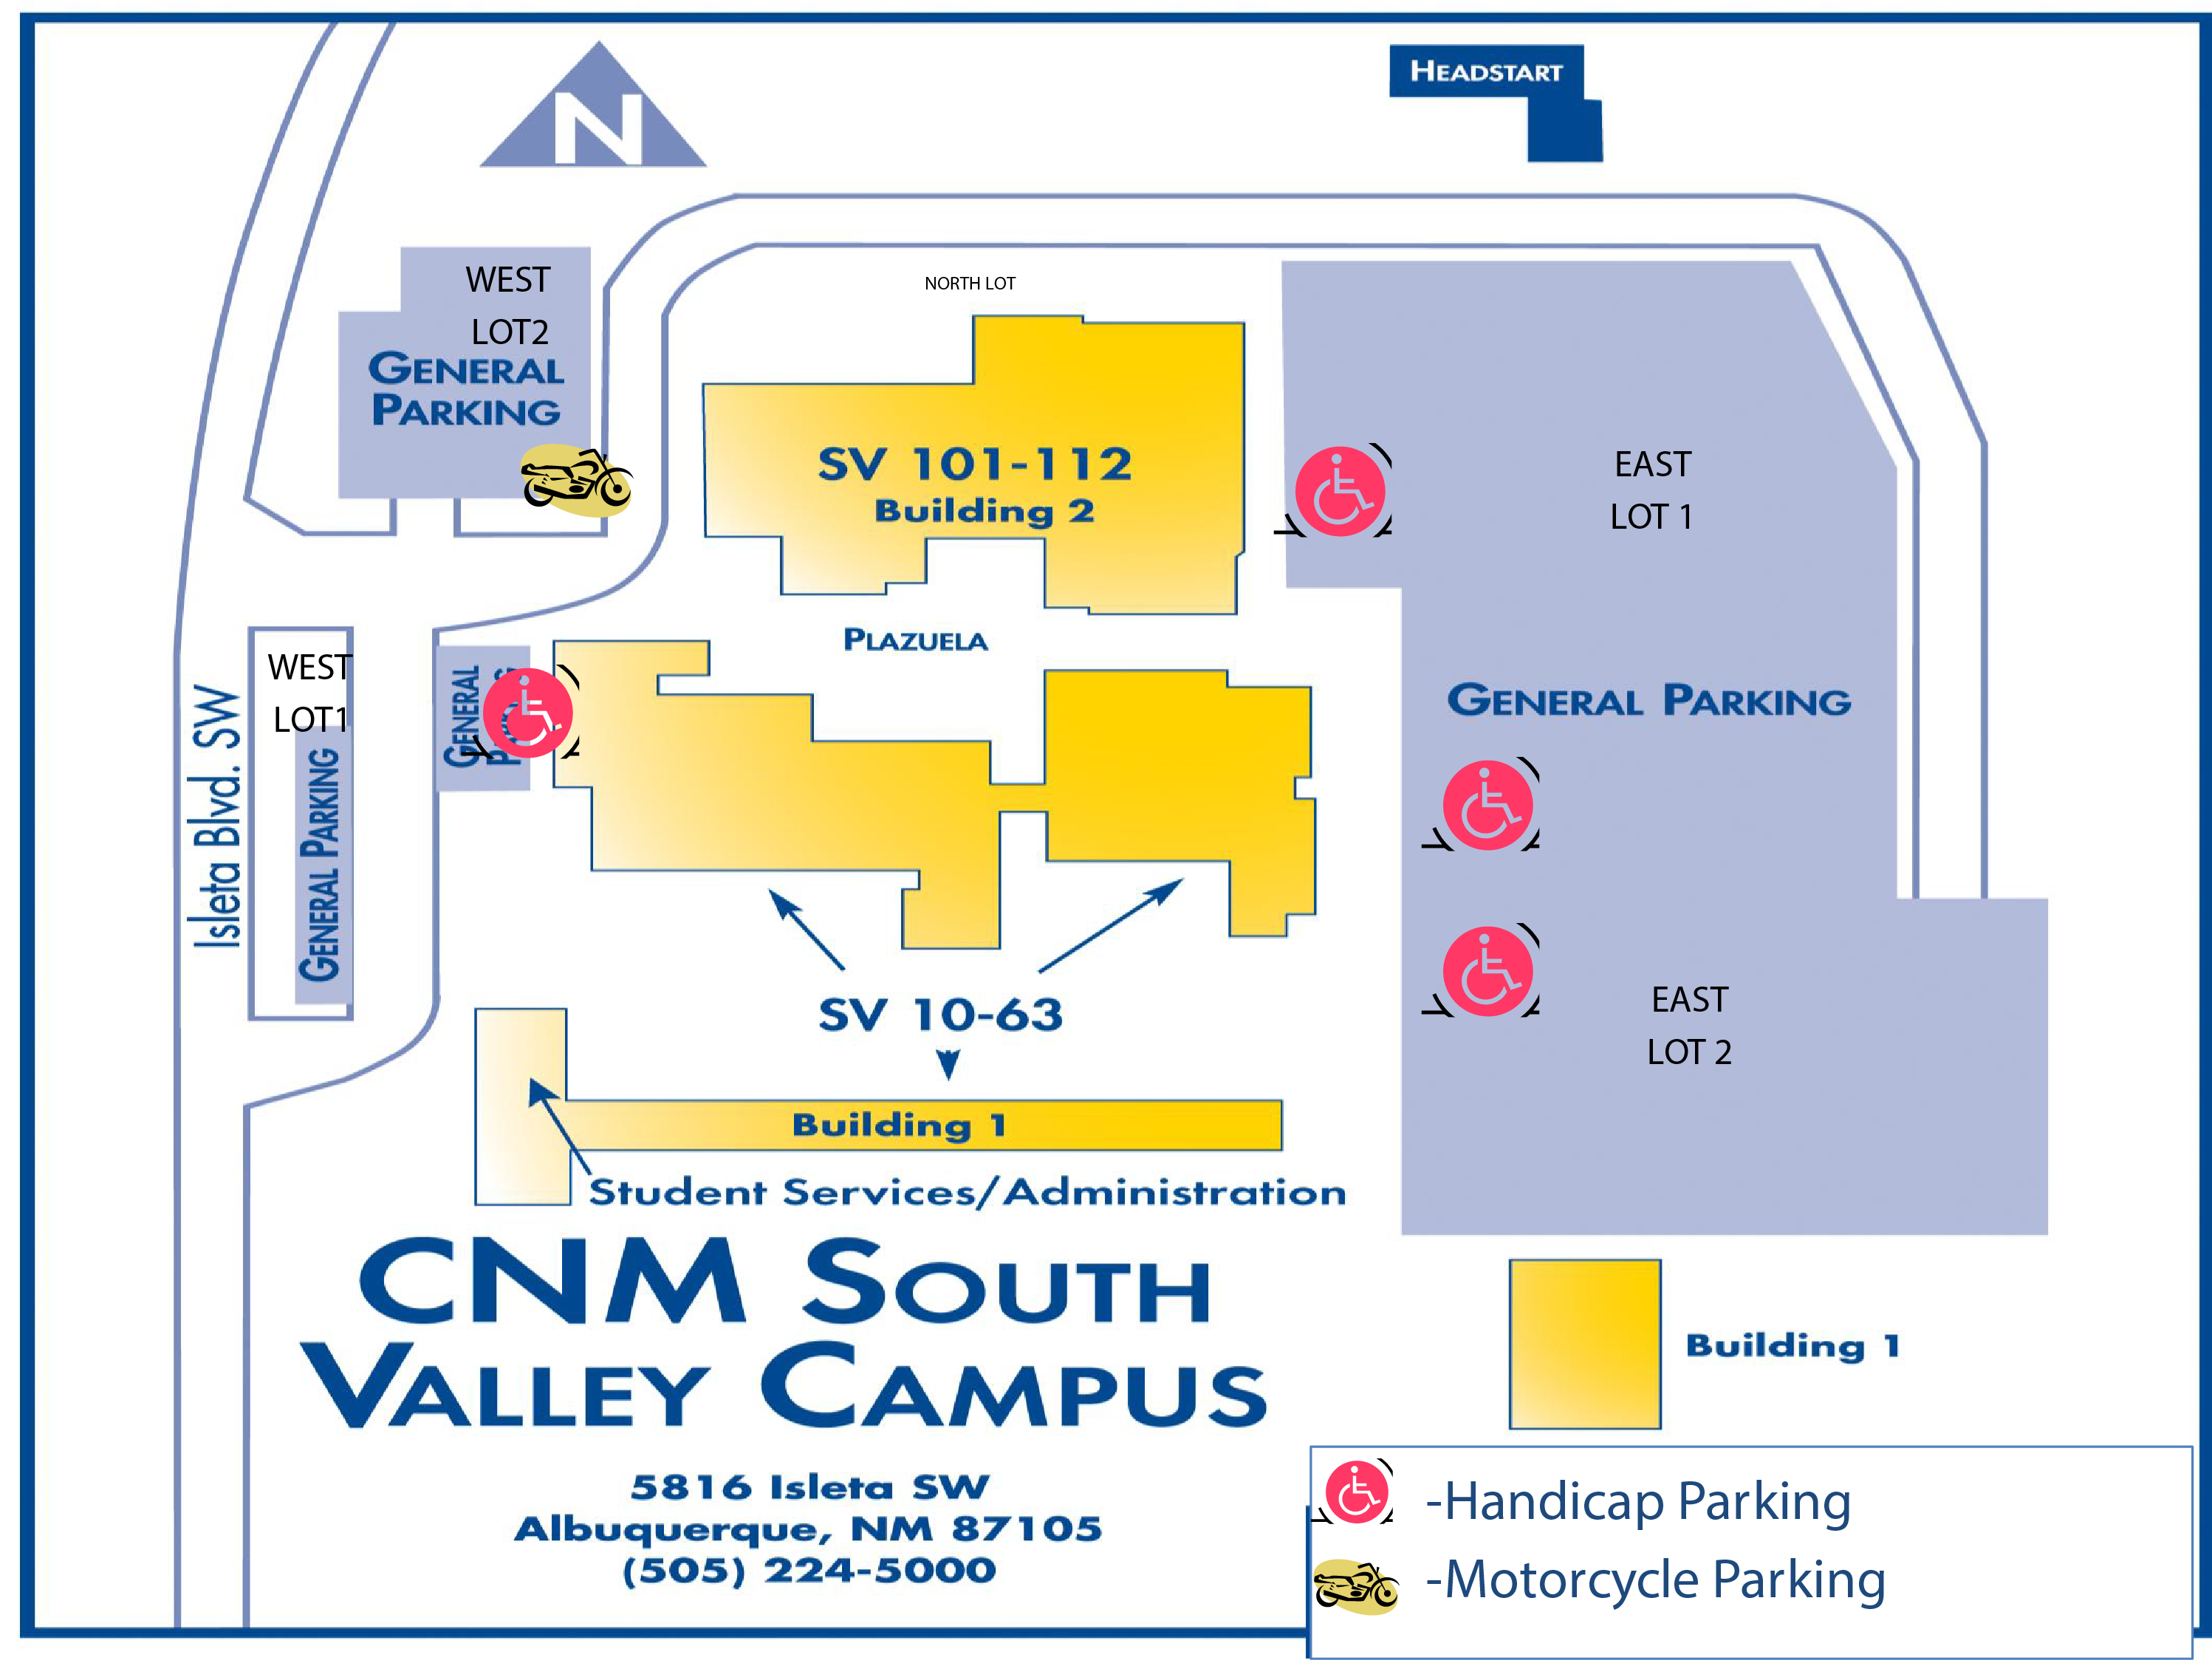 HEADSTART
N
WEST
LOT2
GENERAL
PARKING
NORTH LOT
SV 101-112
Building 2
EAST
LOT 1
PLAZUELA
WEST
LOT1
GENERAL PARKING
Isleta Blvd. SW
GENERAL
GENERAL PARKING
EAST
LOT 2
SV 10-63
Building 1
Student Services/Administration
CNM SOUTH
VALLEY CAMPUS
5816 Isleta SW
Albuquerque, NM 87105
(505) 224-5000
Building 1
-Handicap Parking
-Motorcycle Parking